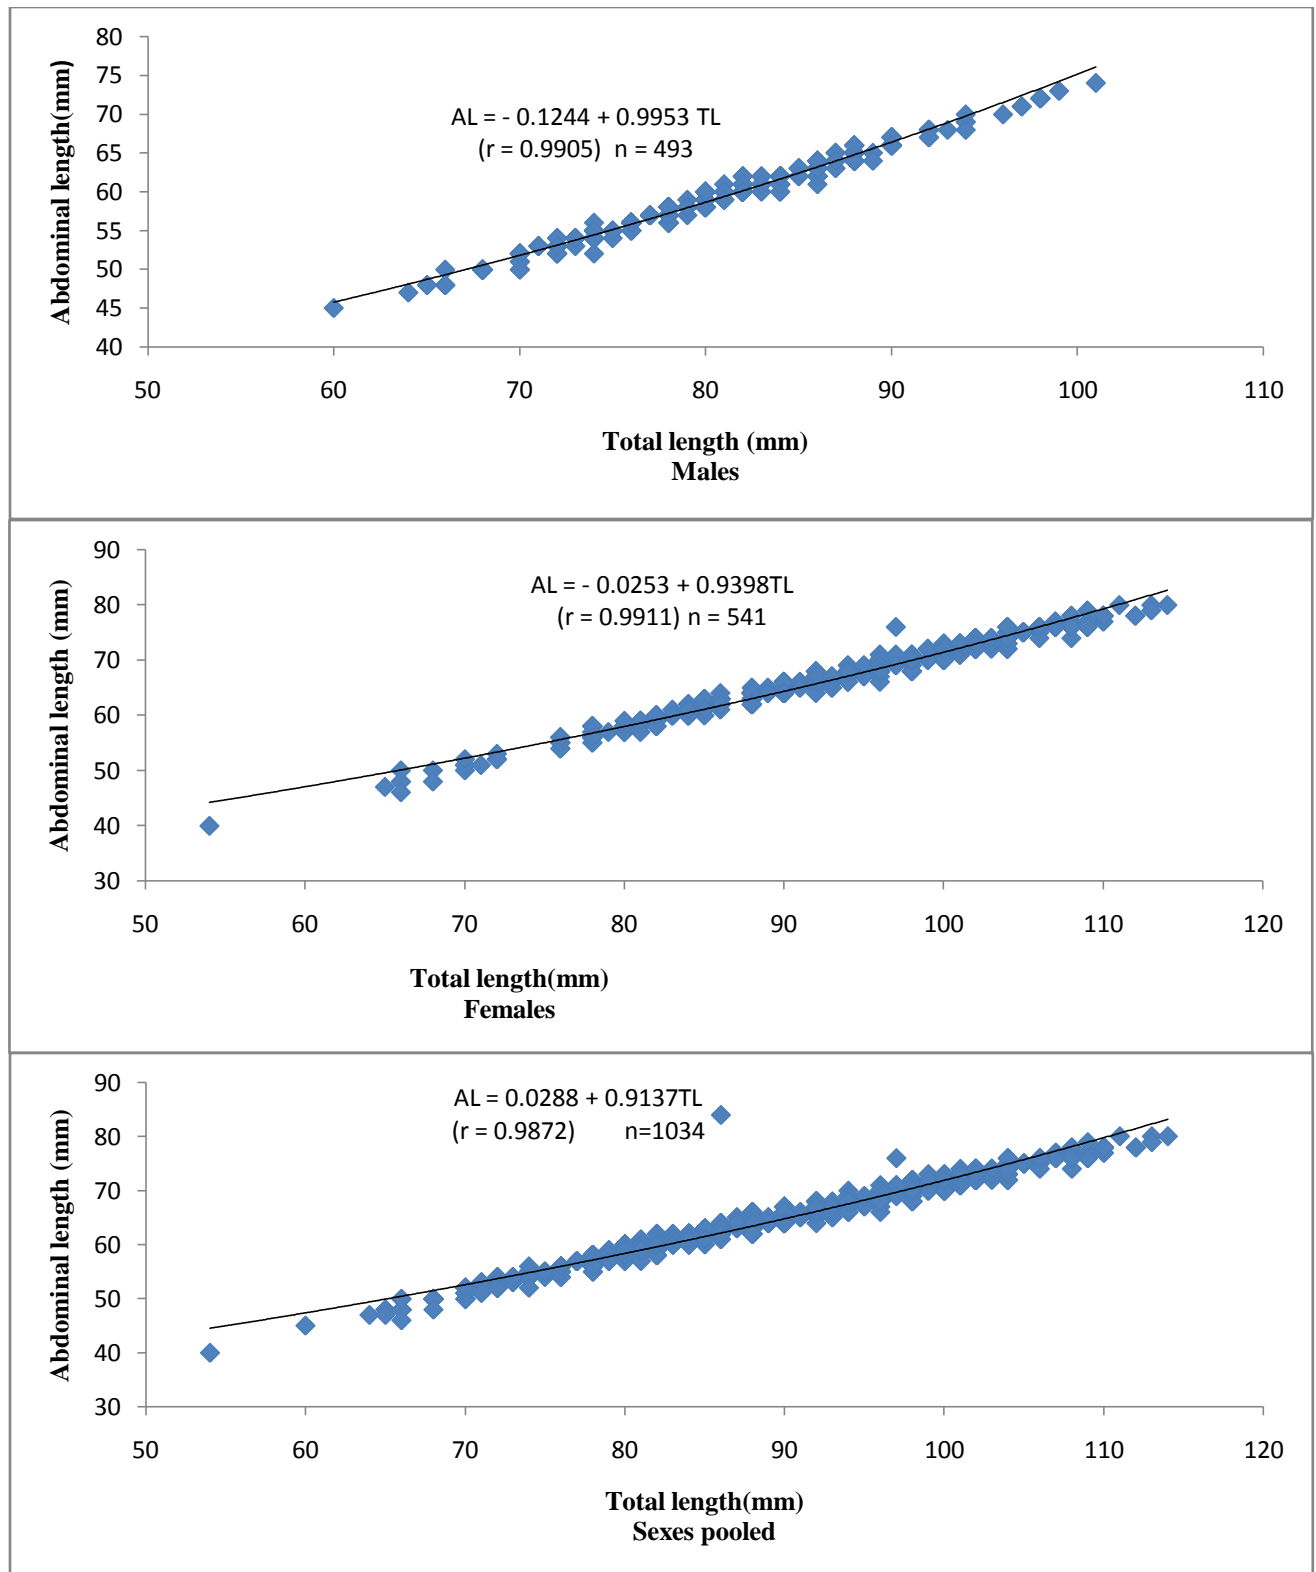 80
75
70
65
60
55
50
45
40
Abdominal length(mm)
AL = - 0.1244 + 0.9953 TL
(r = 0.9905) n = 493
50 60 70 80 90 100 110
Total length (mm)
Males
90
80
70
60
50
40
30
Abdominal length (mm)
AL = - 0.0253 + 0.9398TL
(r = 0.9911) n = 541
50 60 70 80 90 100 110 120
Total length(mm)
Females
90
80
70
60
50
40
30
Abdominal length (mm)
AL = 0.0288 + 0.9137TL
(r = 0.9872) n=1034
50 60 70 80 90 100 110 120
Total length(mm)
Sexes pooled